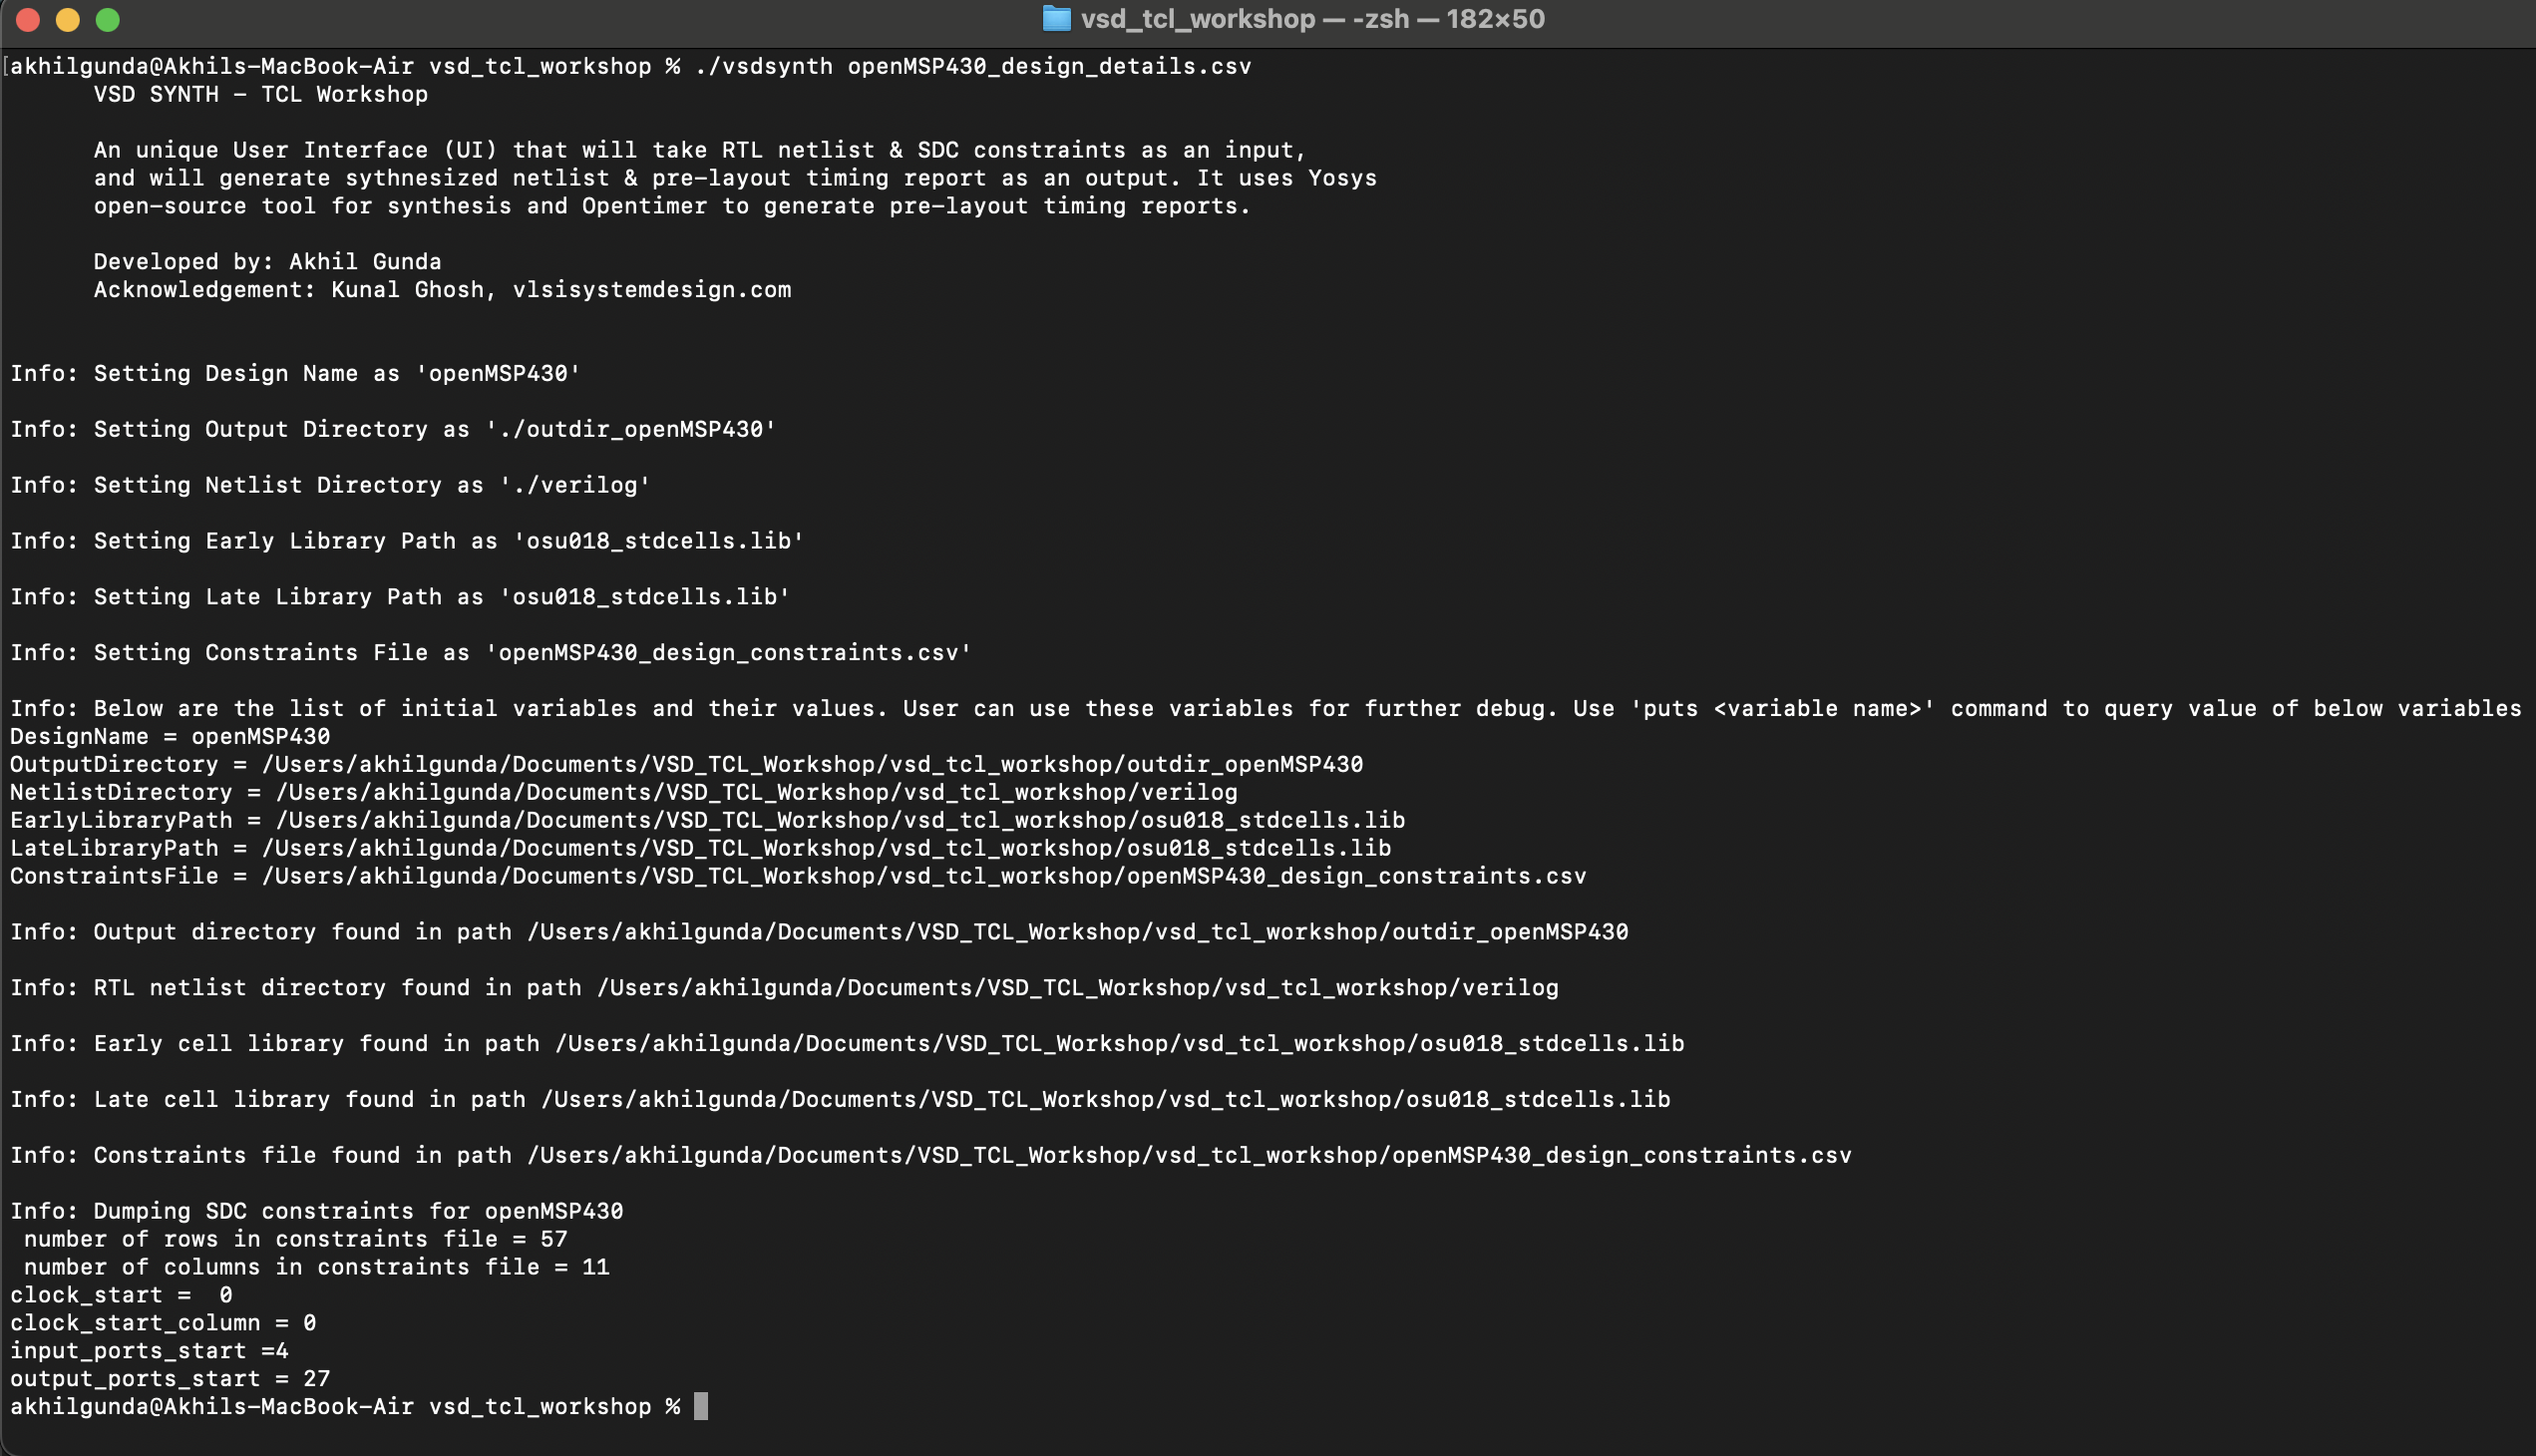 vsd_tcl_workshop — -zsh — 182×50
[akhilgunda@Akhils-MacBook-Air vsd_tcl_workshop % ./vsdsynth openMSP430_design_details.csv
VSD SYNTH - TCL Workshop
An unique User Interface (UI) that will take RTL netlist & SDC constraints as an input,
and will generate sythnesized netlist & pre-layout timing report as an output. It uses Yosys
open-source tool for synthesis and Opentimer to generate pre-layout timing reports.
Developed by: Akhil Gunda
Acknowledgement: Kunal Ghosh, vlsisystemdesign.com
Info: Setting Design Name as 'openMSP430'
Info: Setting Output Directory as './outdir_openMSP430'
Info: Setting Netlist Directory as './verilog'
Info: Setting Early Library Path as 'osu018_stdcells.lib'
Info: Setting Late Library Path as 'osu018_stdcells.lib'
Info: Setting Constraints File as 'openMSP430_design_constraints.csv'
Info: Below are the list of initial variables and their values. User can use these variables for further debug. Use 'puts <variable name>' command to query value of below variables
DesignName = openMSP430
OutputDirectory = /Users/akhilgunda/Documents/VSD_TCL_Workshop/vsd_tcl_workshop/outdir_openMSP430
NetlistDirectory = /Users/akhilgunda/Documents/VSD_TCL_Workshop/vsd_tcl_workshop/verilog
EarlyLibraryPath = /Users/akhilgunda/Documents/VSD_TCL_Workshop/vsd_tcl_workshop/osu018_stdcells.lib
LateLibraryPath = /Users/akhilgunda/Documents/VSD_TCL_Workshop/vsd_tcl_workshop/osu018_stdcells.lib
ConstraintsFile = /Users/akhilgunda/Documents/VSD_TCL_Workshop/vsd_tcl_workshop/openMSP430_design_constraints.csv
Info: Output directory found in path /Users/akhilgunda/Documents/VSD_TCL_Workshop/vsd_tcl_workshop/outdir_openMSP430
Info: RTL netlist directory found in path /Users/akhilgunda/Documents/VSD_TCL_Workshop/vsd_tcl_workshop/verilog
Info: Early cell library found in path /Users/akhilgunda/Documents/VSD_TCL_Workshop/vsd_tcl_workshop/osu018_stdcells.lib
Info: Late cell library found in path /Users/akhilgunda/Documents/VSD_TCL_Workshop/vsd_tcl_workshop/osu018_stdcells.lib
Info: Constraints file found in path /Users/akhilgunda/Documents/VSD_TCL_Workshop/vsd_tcl_workshop/openMSP430_design_constraints.csv
Info: Dumping SDC constraints for openMSP430
number of rows in constraints file = 57
number of columns in constraints file = 11
clock_start =  0
clock_start_column = 0
input_ports_start =4
output_ports_start = 27
akhilgunda@Akhils-MacBook-Air vsd_tcl_workshop %